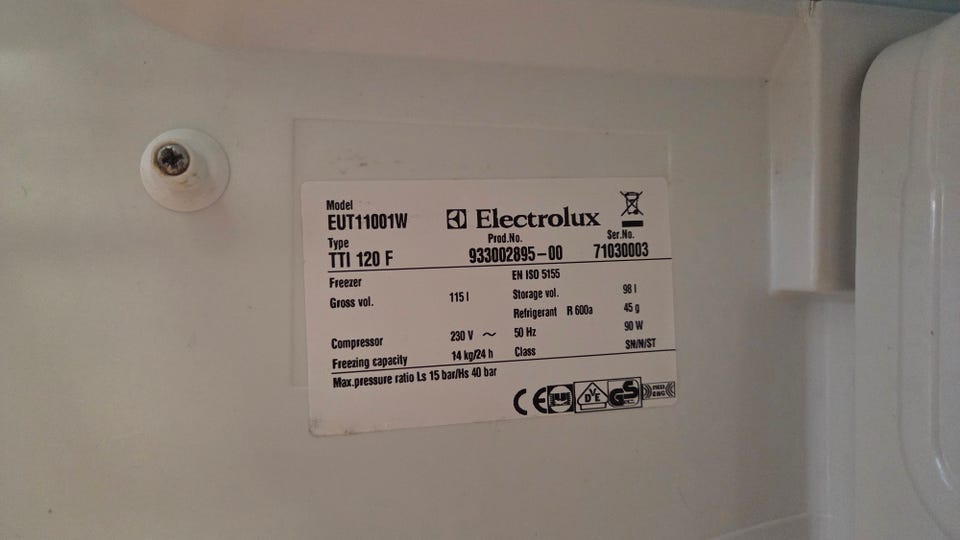 Model
EUT11001W
Electrolux
Type
Prod.No.
Ser.No.
TTI 120 F
933002895-00
71030003
Freezer
EN ISO 5155
Gross vol. 115 l
Storage vol. 98 l
Refrigerant R 600a 45 g
Compressor 230 V ~ 50 Hz 90 W
Freezing capacity 14 kg/24 h Class SN/N/ST
Max.pressure ratio Ls 15 bar/Hs 40 bar
CE
VDE
GS